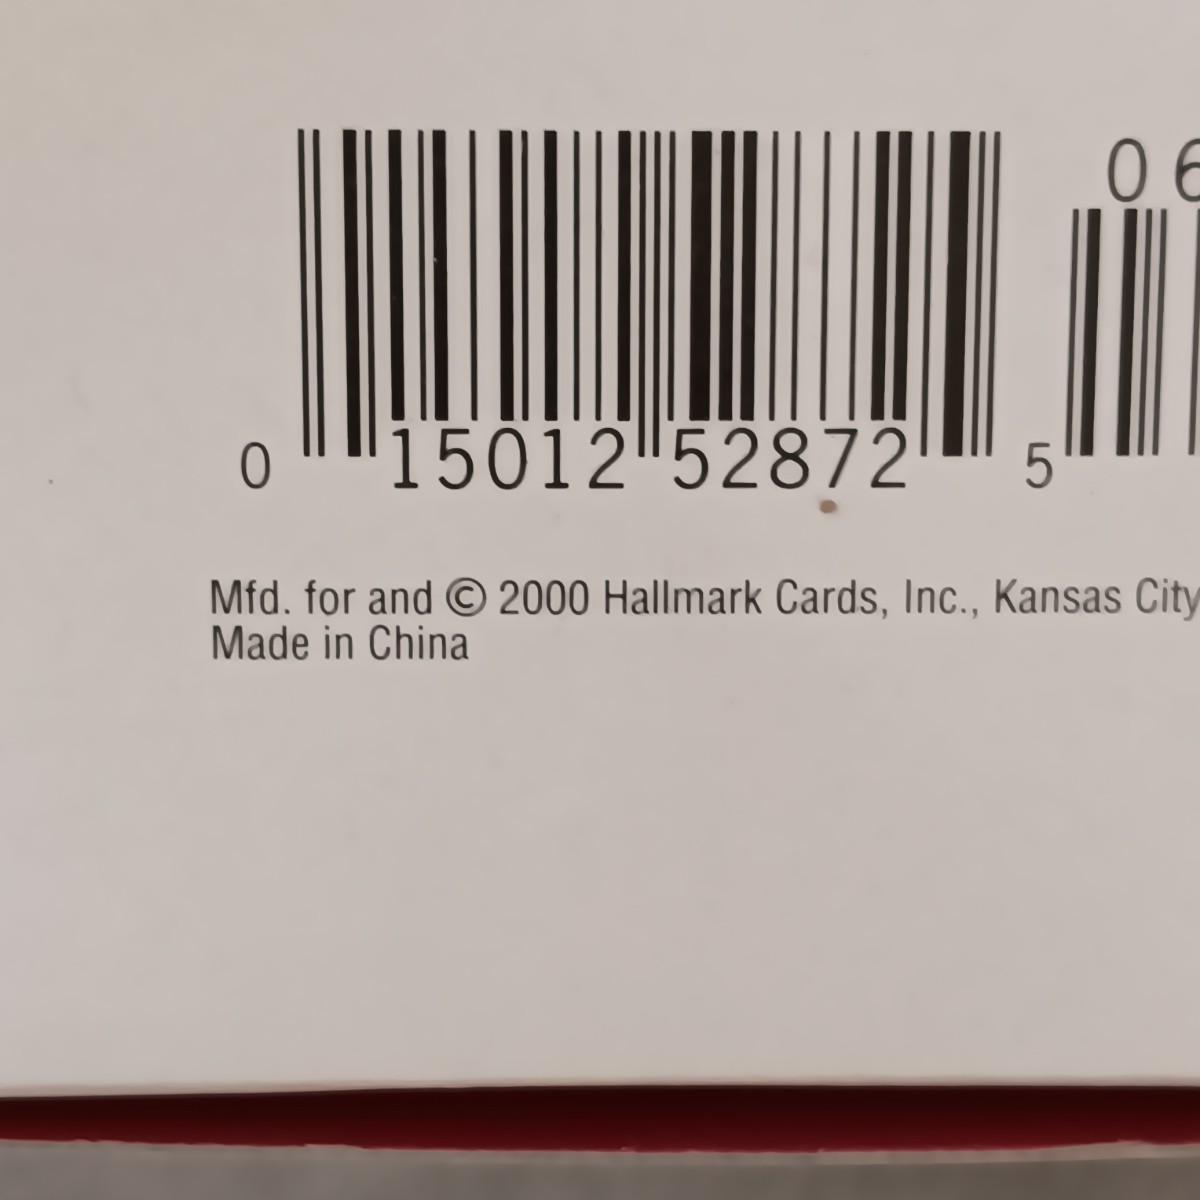 06
0 15012 52872 5
Mfd. for and © 2000 Hallmark Cards, Inc., Kansas City
Made in China